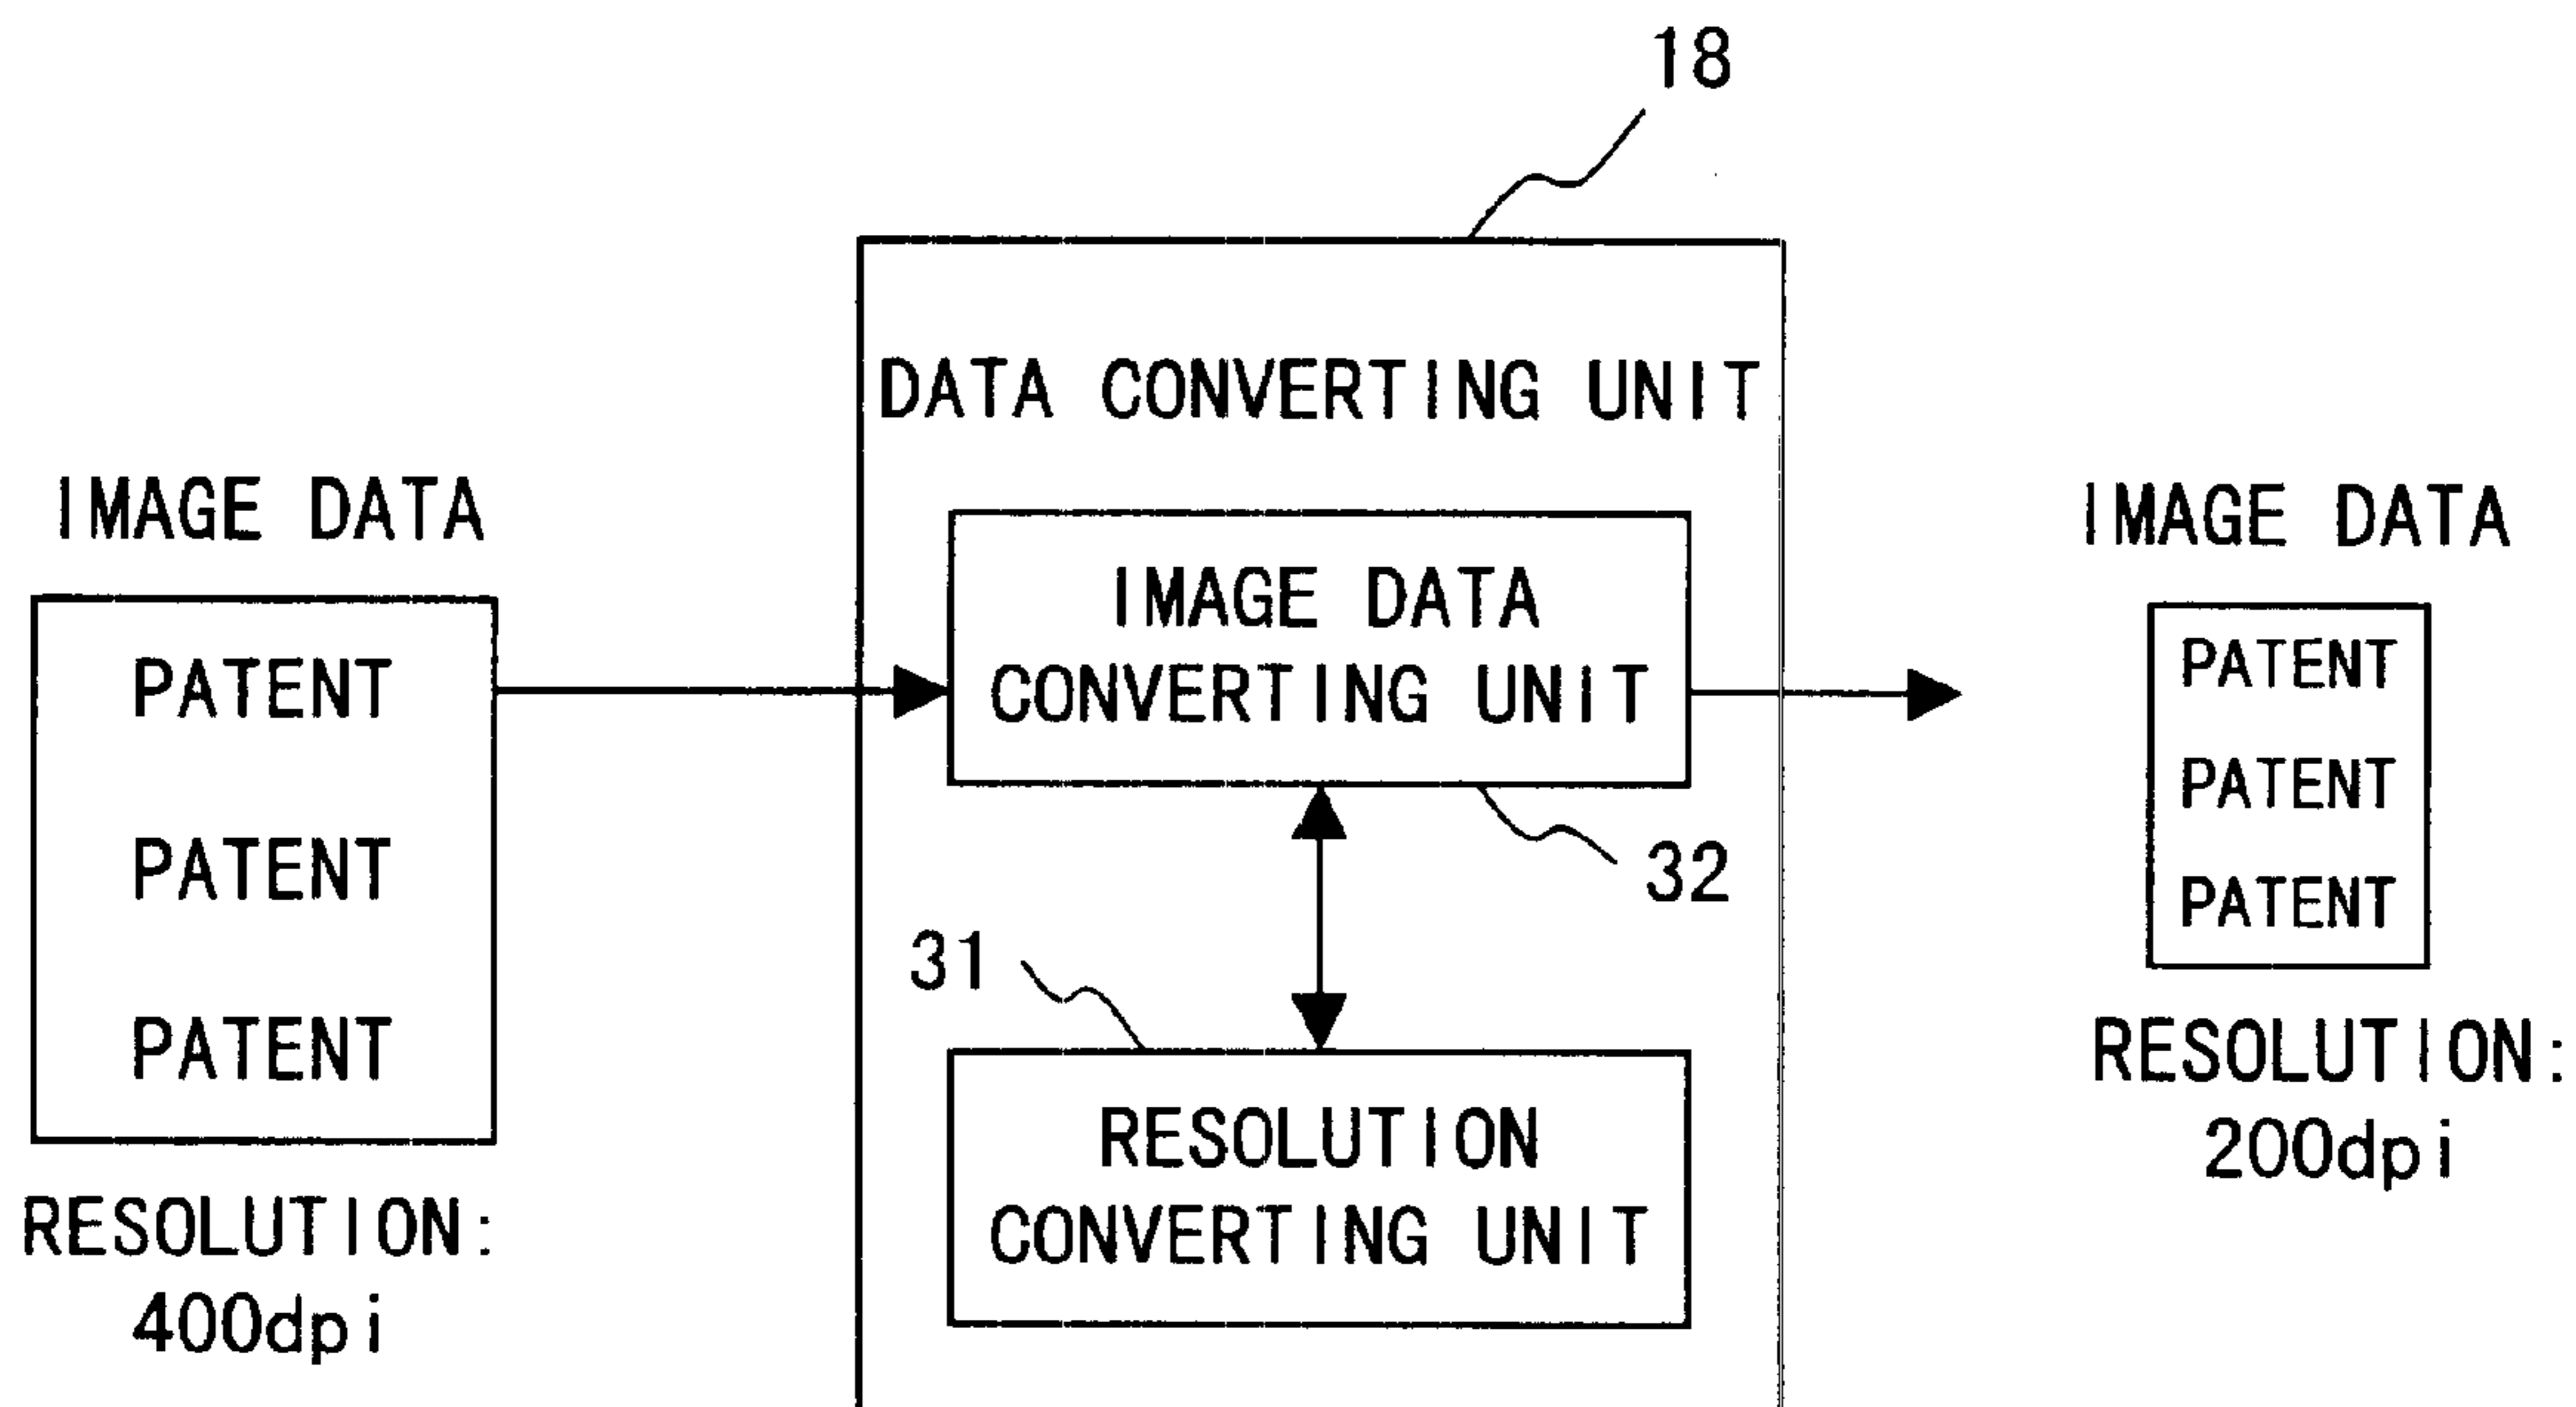 18
DATA CONVERTING UNIT
IMAGE DATA
PATENT
PATENT
PATENT
RESOLUTION:
400dpi
IMAGE DATA
CONVERTING UNIT
32
31
RESOLUTION
CONVERTING UNIT
IMAGE DATA
PATENT
PATENT
PATENT
RESOLUTION:
200dpi